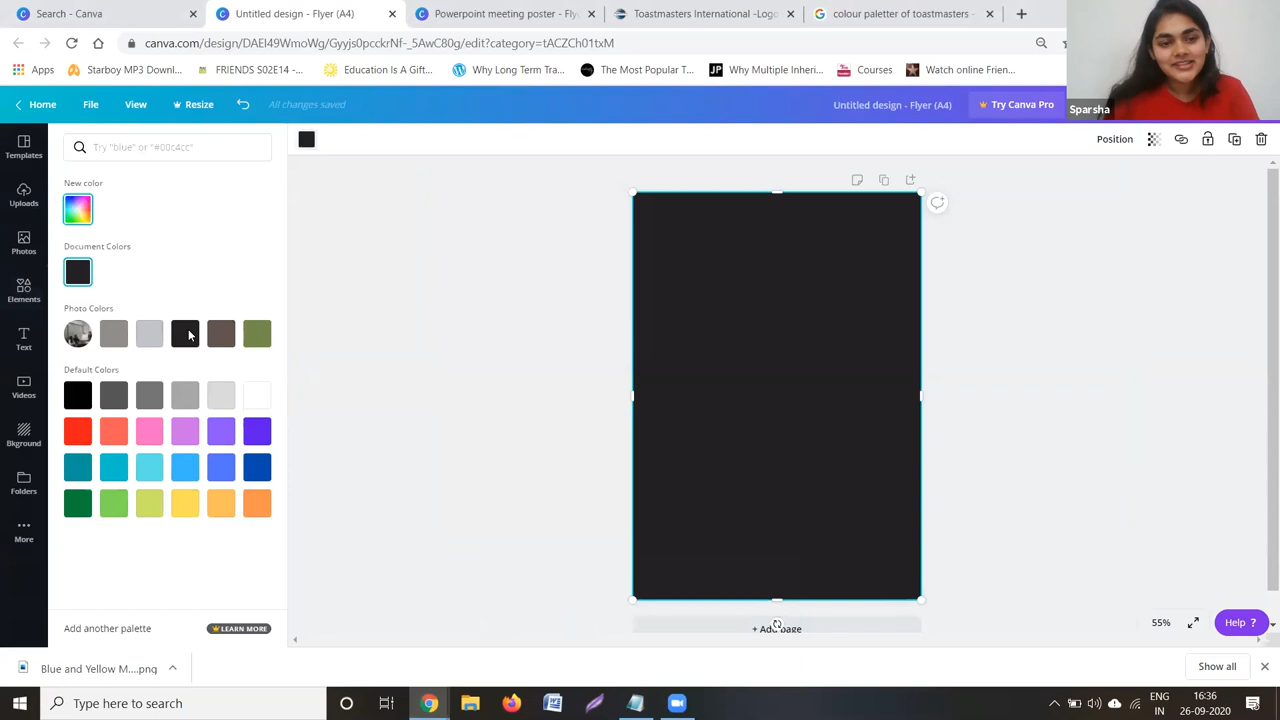 Search - Canva
Untitled design - Flyer (A4)
Powerpoint meeting poster - Fly
Toastmasters International -Logo
colour paletter of toastmasters -
canva.com/design/DAEI49WmoWg/Gyyjs0pcckrNf-_5AwC80g/edit?category=tACZCh01txM
Apps
Starboy MP3 Downl...
FRIENDS S02E14 -...
Education Is A Gift...
Why Long Term Tra...
The Most Popular T...
Why Multiple Inheri...
Courses
Watch online Frien...
Home
File
View
Resize
All changes saved
Untitled design - Flyer (A4)
Try Canva Pro
Sparsha
Templates
Uploads
Photos
Elements
Text
Videos
Bkground
Folders
More
Try "blue" or "#00c4cc"
New color
Document Colors
Photo Colors
Default Colors
Add another palette
LEARN MORE
Position
+ Add page
55%
Help ?
Blue and Yellow M....png
Show all
Type here to search
ENG
IN
16:36
26-09-2020